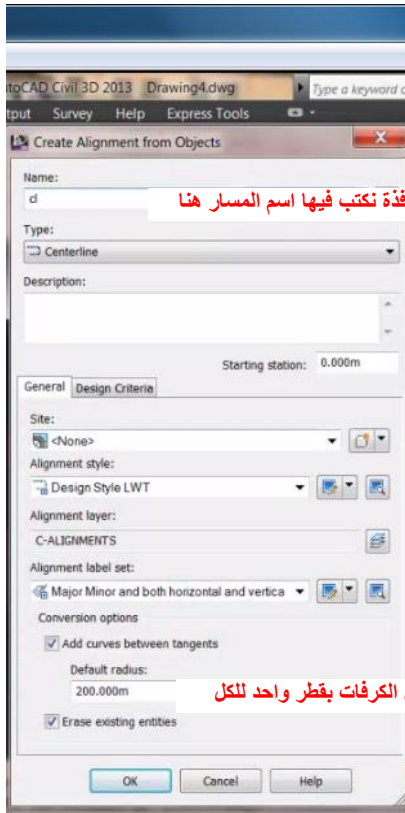 toCAD Civil 3D 2013 Drawing4.dwg Type a keyword o
tput Survey Help Express Tools
Create Alignment from Objects
Name:
cl
فذة نكتب فيها اسم المسار هنا
Type:
Centerline
Description:
Starting station: 0.000m
General Design Criteria
Site:
<None>
Alignment style:
Design Style LWT
Alignment layer:
C-ALIGNMENTS
Alignment label set:
Major Minor and both horizontal and vertica
Conversion options
Add curves between tangents
Default radius:
200.000m
الكرفات بقطر واحد للكل
Erase existing entities
OK Cancel Help